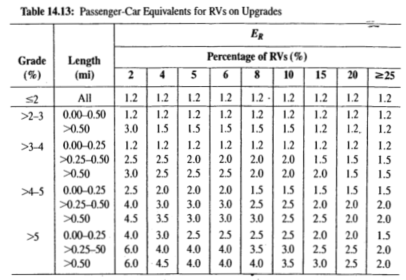 Table 14.13: Passenger-Car Equivalents for RVs on Upgrades
E_R
Percentage of RVs (%)
Grade (%) Length (mi) 2 4 5 6 8 10 15 20 ≥25
≤2 All 1.2 1.2 1.2 1.2 1.2 1.2 1.2 1.2 1.2
>2–3 0.00–0.50 1.2 1.2 1.2 1.2 1.2 1.2 1.2 1.2 1.2
>0.50 3.0 1.5 1.5 1.5 1.5 1.5 1.2 1.2. 1.2
>3–4 0.00–0.25 1.2 1.2 1.2 1.2 1.2 1.2 1.2 1.2 1.2
>0.25–0.50 2.5 2.5 2.0 2.0 2.0 2.0 1.5 1.5 1.5
>0.50 3.0 2.5 2.5 2.5 2.0 2.0 2.0 1.5 1.5
>4–5 0.00–0.25 2.5 2.0 2.0 2.0 1.5 1.5 1.5 1.5 1.5
>0.25–0.50 4.0 3.0 3.0 3.0 2.5 2.5 2.0 2.0 2.0
>0.50 4.5 3.5 3.0 3.0 3.0 2.5 2.5 2.0 2.0
>5 0.00–0.25 4.0 3.0 2.5 2.5 2.5 2.5 2.0 2.0 1.5
>0.25–50 6.0 4.0 4.0 4.0 3.5 3.0 2.5 2.5 2.0
>0.50 6.0 4.5 4.0 4.0 4.0 3.5 3.0 2.5 2.0